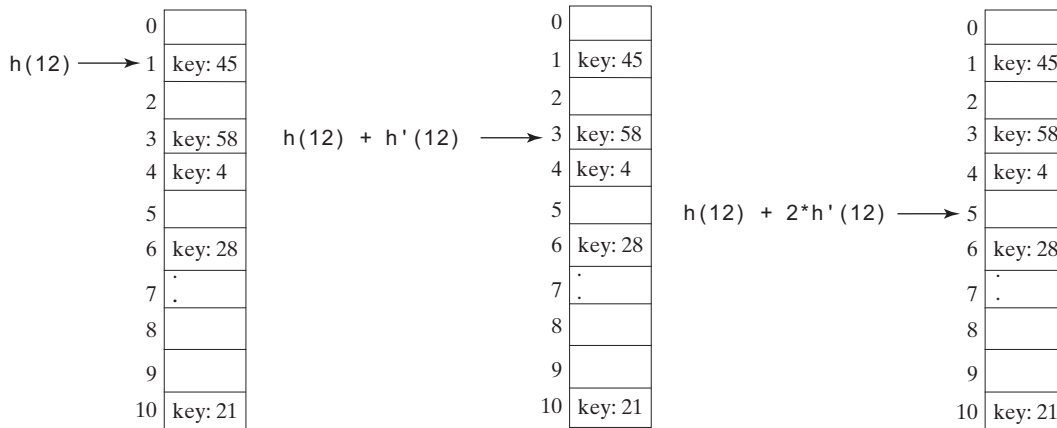 0
h(12) 1 key: 45
2
3 key: 58
4 key: 4
5
6 key: 28
7 :
8
9
10 key: 21
0
1 key: 45
2
h(12) + h'(12) 3 key: 58
4 key: 4
5
6 key: 28
7 :
8
9
10 key: 21
0
1 key: 45
2
3 key: 58
4 key: 4
h(12) + 2*h'(12) 5
6 key: 28
7 :
8
9
10 key: 21